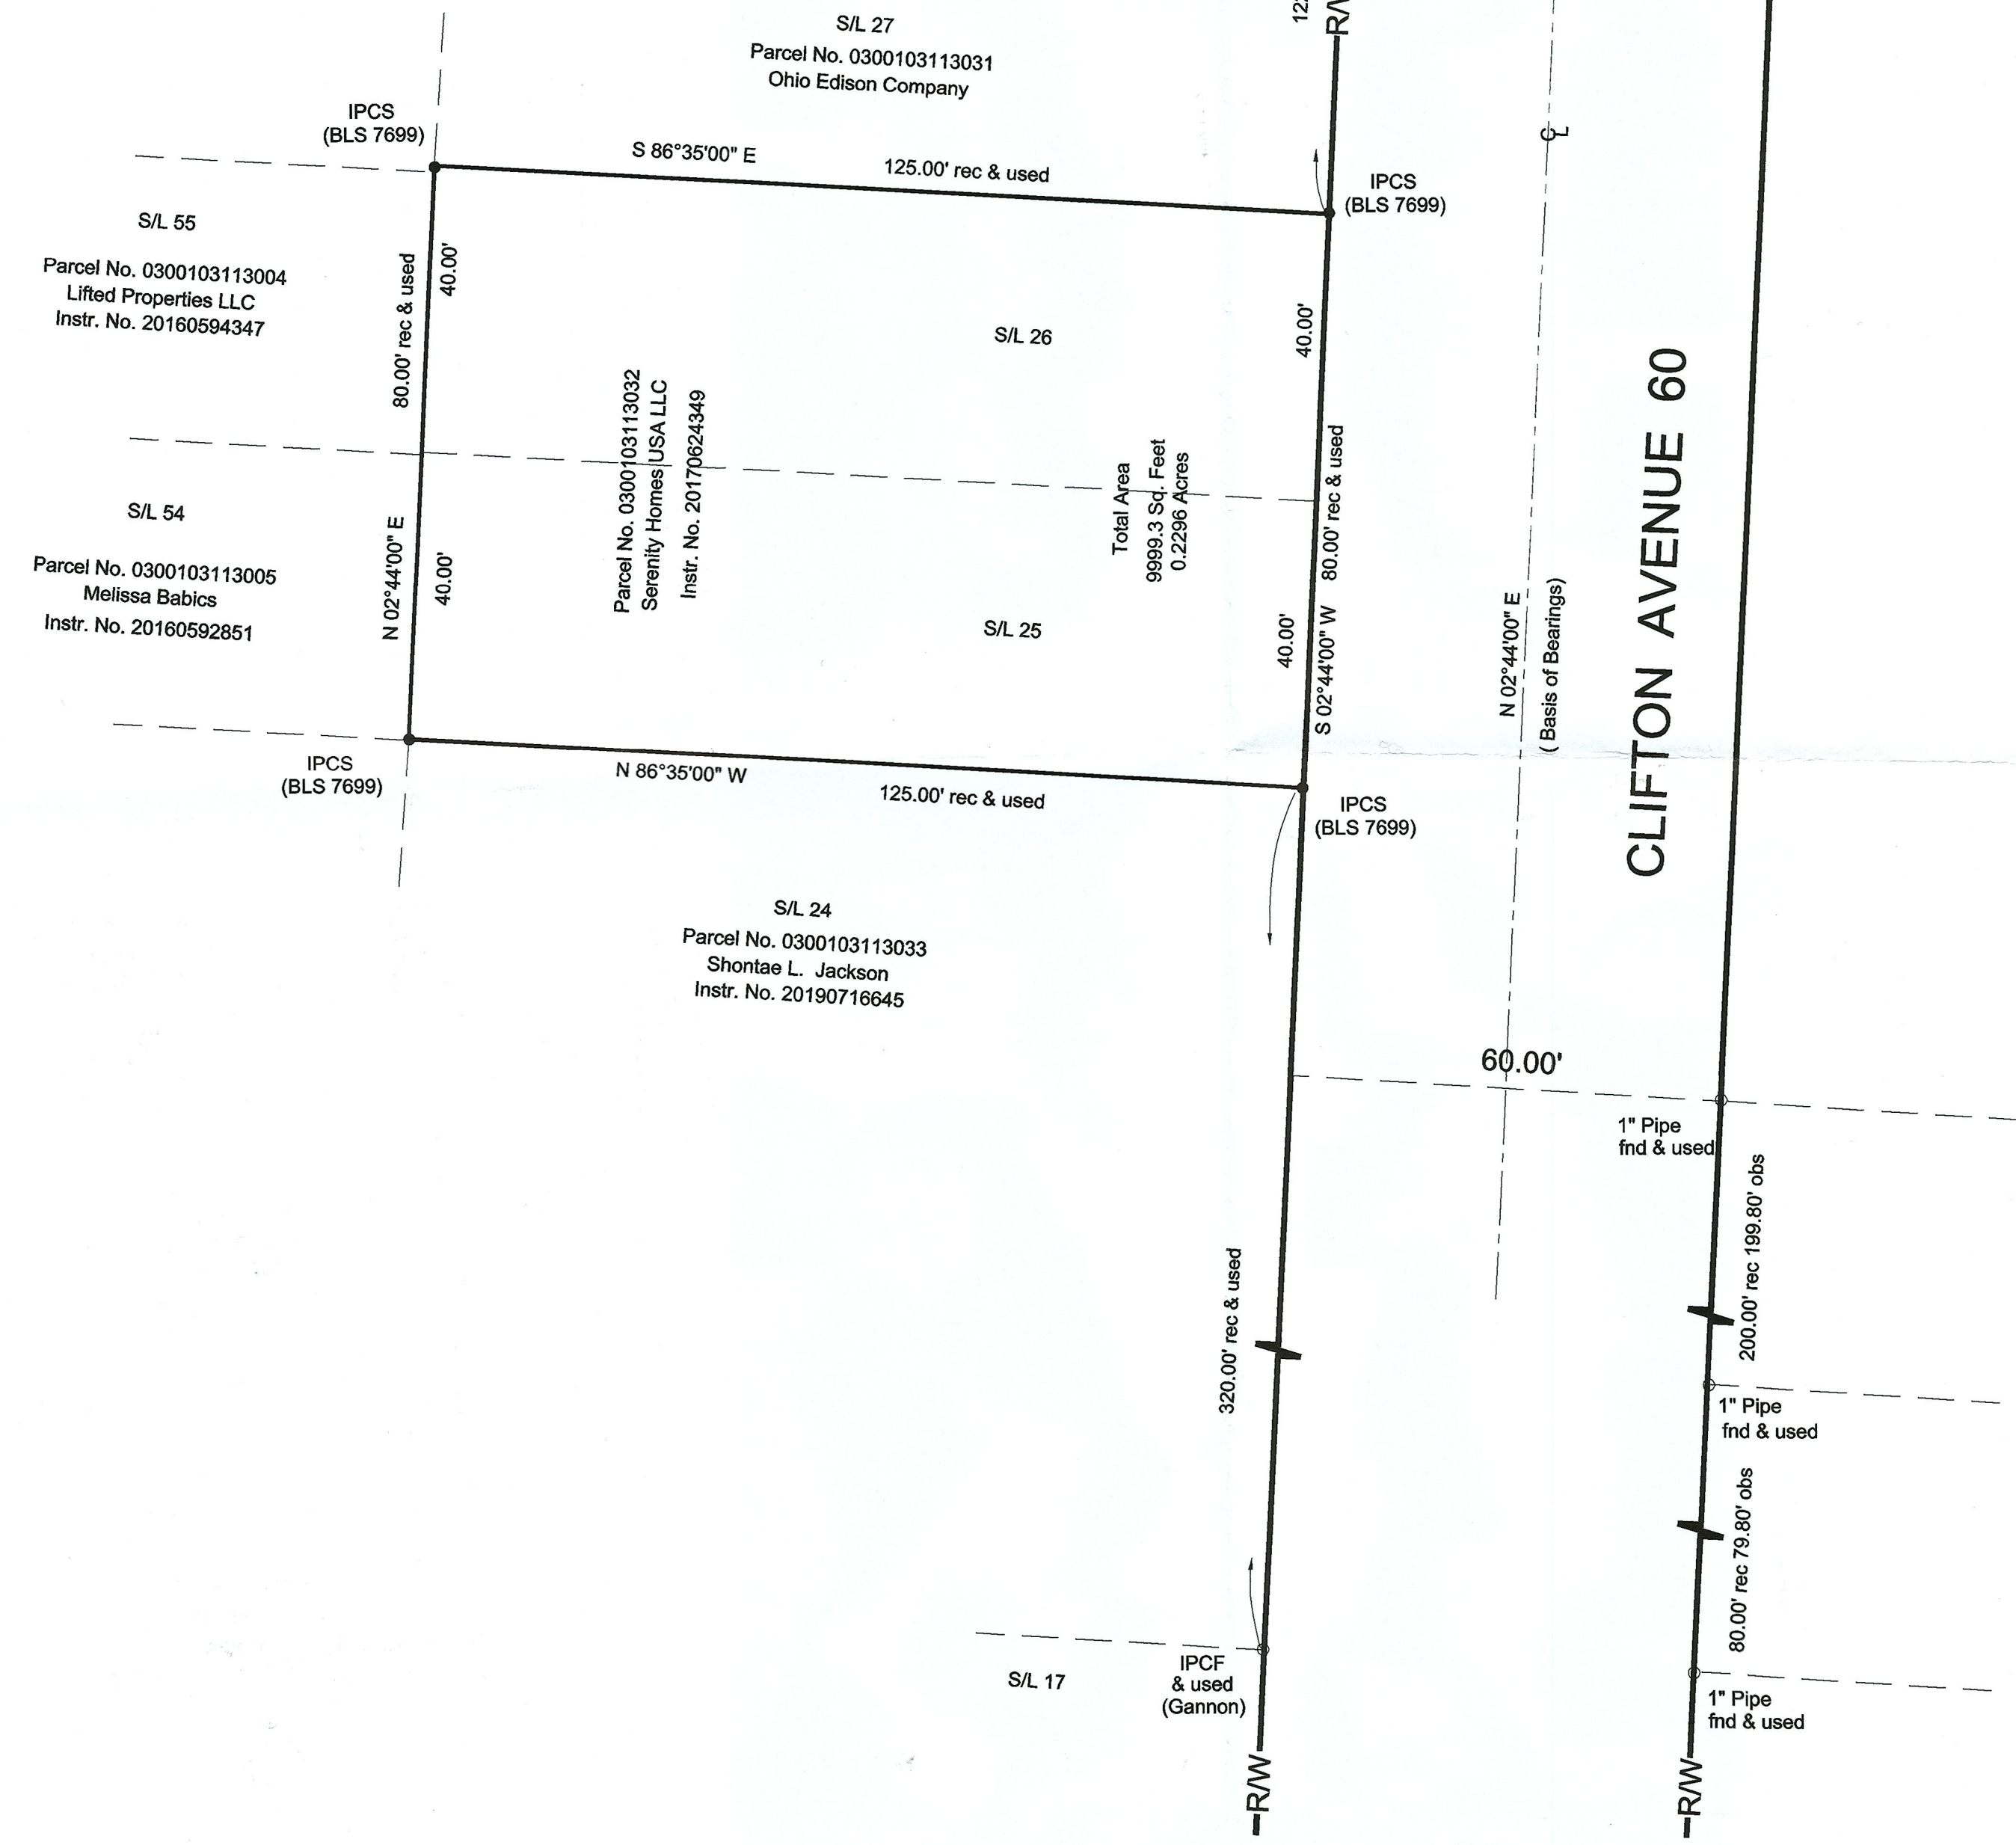 S/L 27
Parcel No. 0300103113031
Ohio Edison Company
R/
IPCS
(BLS 7699)
S 86°35'00" E
125.00' rec & used
IPCS
(BLS 7699)
C L
S/L 55
Parcel No. 0300103113004
Lifted Properties LLC
Instr. No. 20160594347
80.00' rec & used
40.00'
S/L 26
40.00'
Parcel No. 0300103113032
Serenity Homes USA LLC
Instr. No. 20170624349
Total Area
9999.3 Sq. Feet
0.2296 Acres
80.00' rec & used
CLIFTON AVENUE 60
S/L 54
Parcel No. 0300103113005
Melissa Babics
Instr. No. 20160592851
N 02°44'00" E
40.00'
S/L 25
40.00'
S 02°44'00" W
N 02°44'00" E
( Basis of Bearings)
IPCS
(BLS 7699)
N 86°35'00" W
125.00' rec & used
IPCS
(BLS 7699)
S/L 24
Parcel No. 0300103113033
Shontae L. Jackson
Instr. No. 20190716645
60.00'
1" Pipe
fnd & used
200.00' rec 199.80' obs
320.00' rec & used
1" Pipe
fnd & used
80.00' rec 79.80' obs
S/L 17
IPCF
& used
(Gannon)
1" Pipe
fnd & used
R/W
R/W